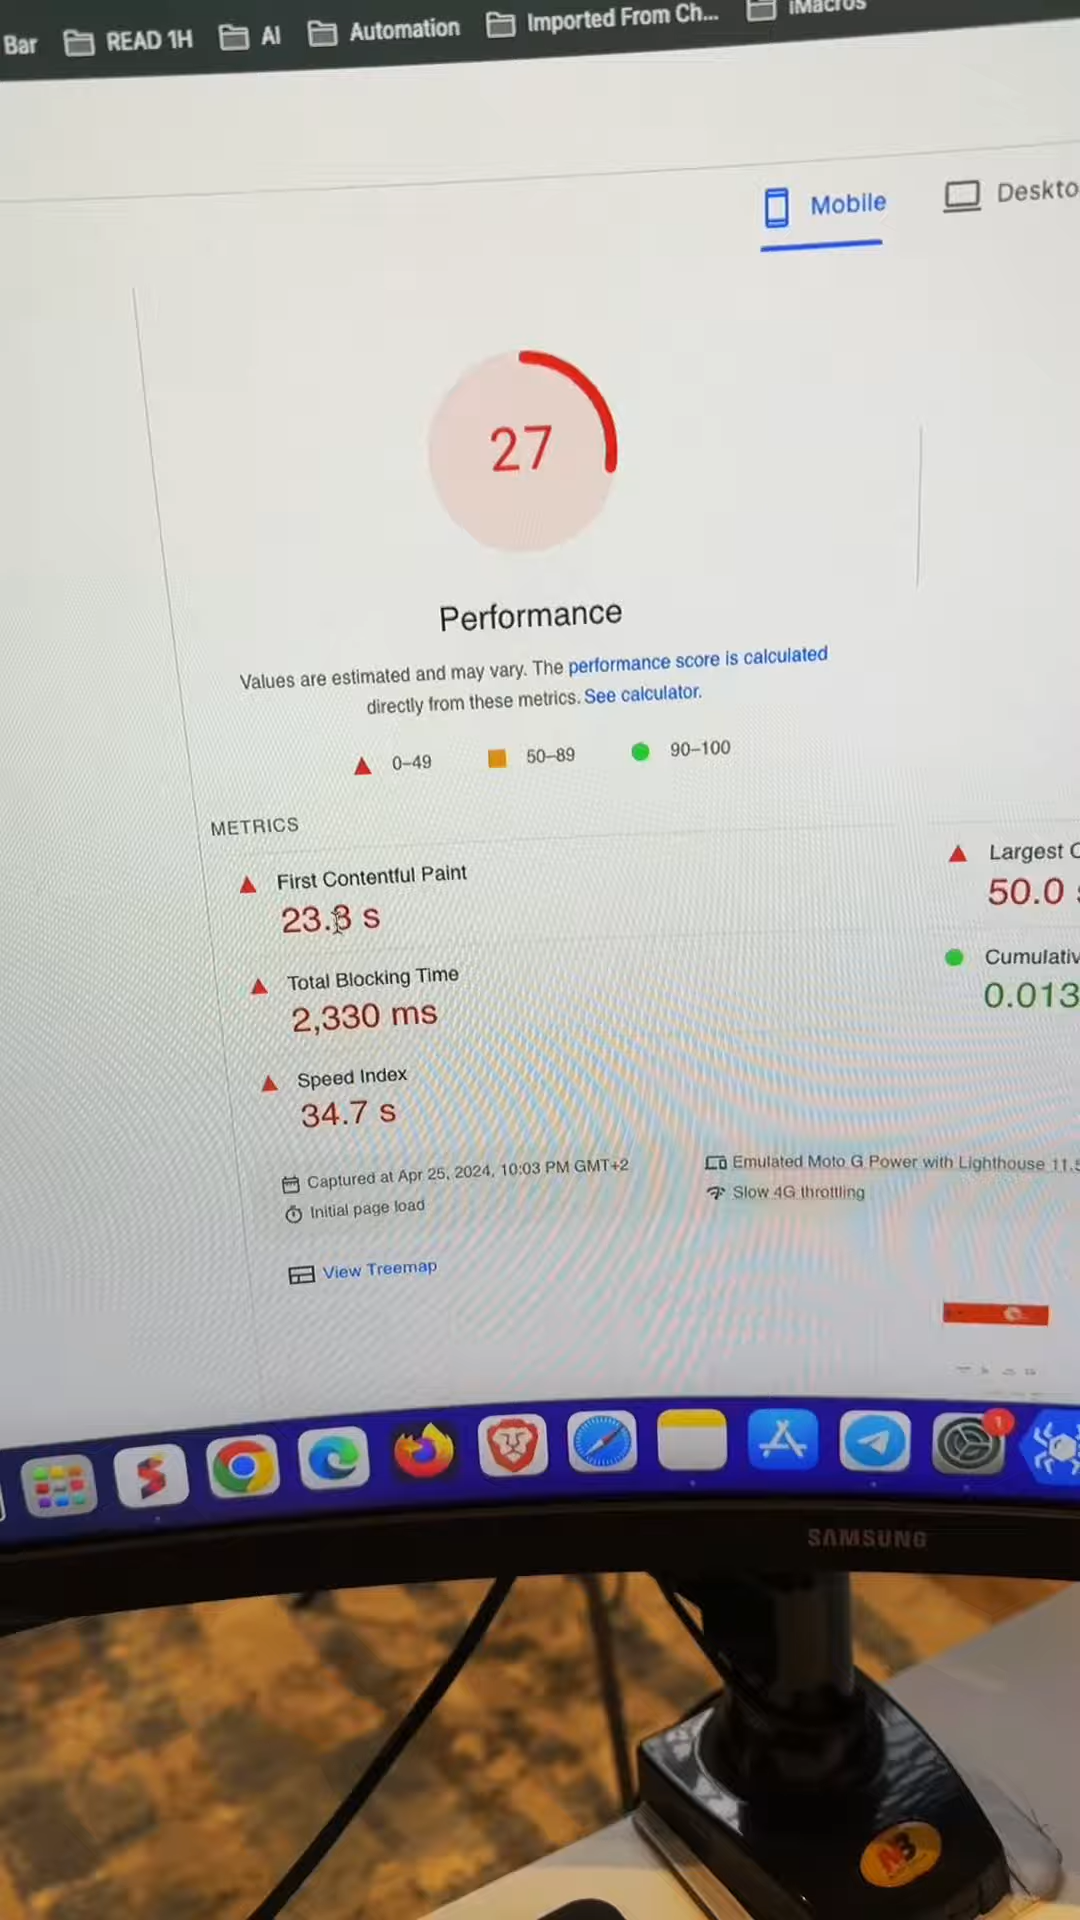 Bar READ 1H AI Automation Imported From Ch... iMacros
Mobile Deskto
27
Performance
Values are estimated and may vary. The performance score is calculated
directly from these metrics. See calculator.
0–49 50–89 90–100
METRICS
First Contentful Paint
23.3 s
Largest C
50.0 s
Total Blocking Time
2,330 ms
Cumulativ
0.013
Speed Index
34.7 s
Captured at Apr 25, 2024, 10:03 PM GMT+2
Emulated Moto G Power with Lighthouse 11.5
Initial page load
Slow 4G throttling
View Treemap
1
SAMSUNG